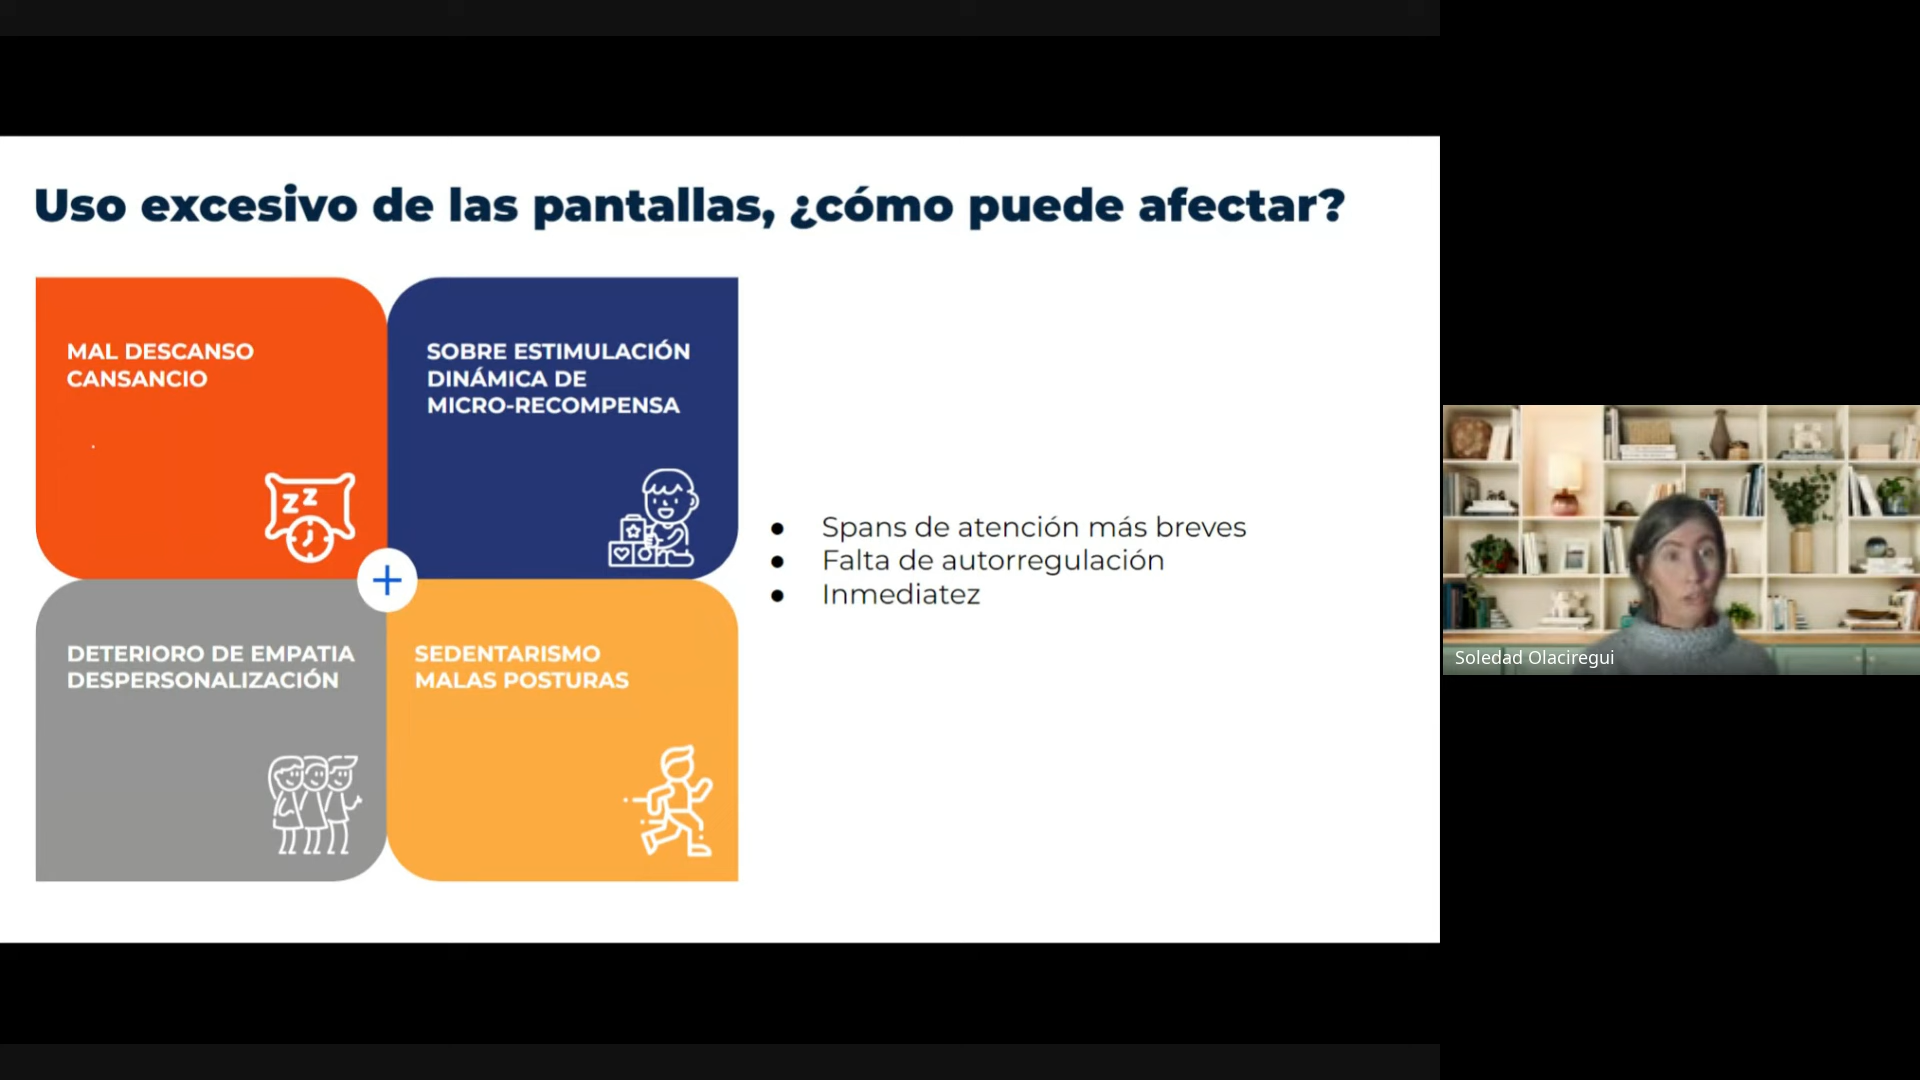 Uso excesivo de las pantallas, ¿cómo puede afectar?
MAL DESCANSO
CANSANCIO
zz
SOBRE ESTIMULACIÓN
DINÁMICA DE
MICRO-RECOMPENSA
DETERIORO DE EMPATIA
DESPERSONALIZACIÓN
SEDENTARISMO
MALAS POSTURAS
● Spans de atención más breves
● Falta de autorregulación
● Inmediatez
Soledad Olaciregui